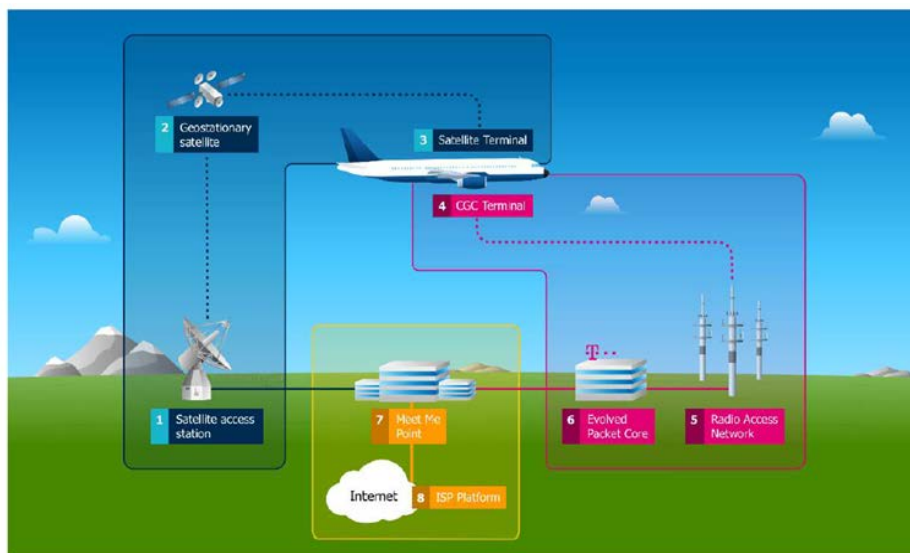 2 Geostationary
satellite
3 Satellite Terminal
4 CGC Terminal
T
1 Satellite access
station
7 Meet Me
Point
6 Evolved
Packet Core
5 Radio Access
Network
Internet
8 ISP Platform